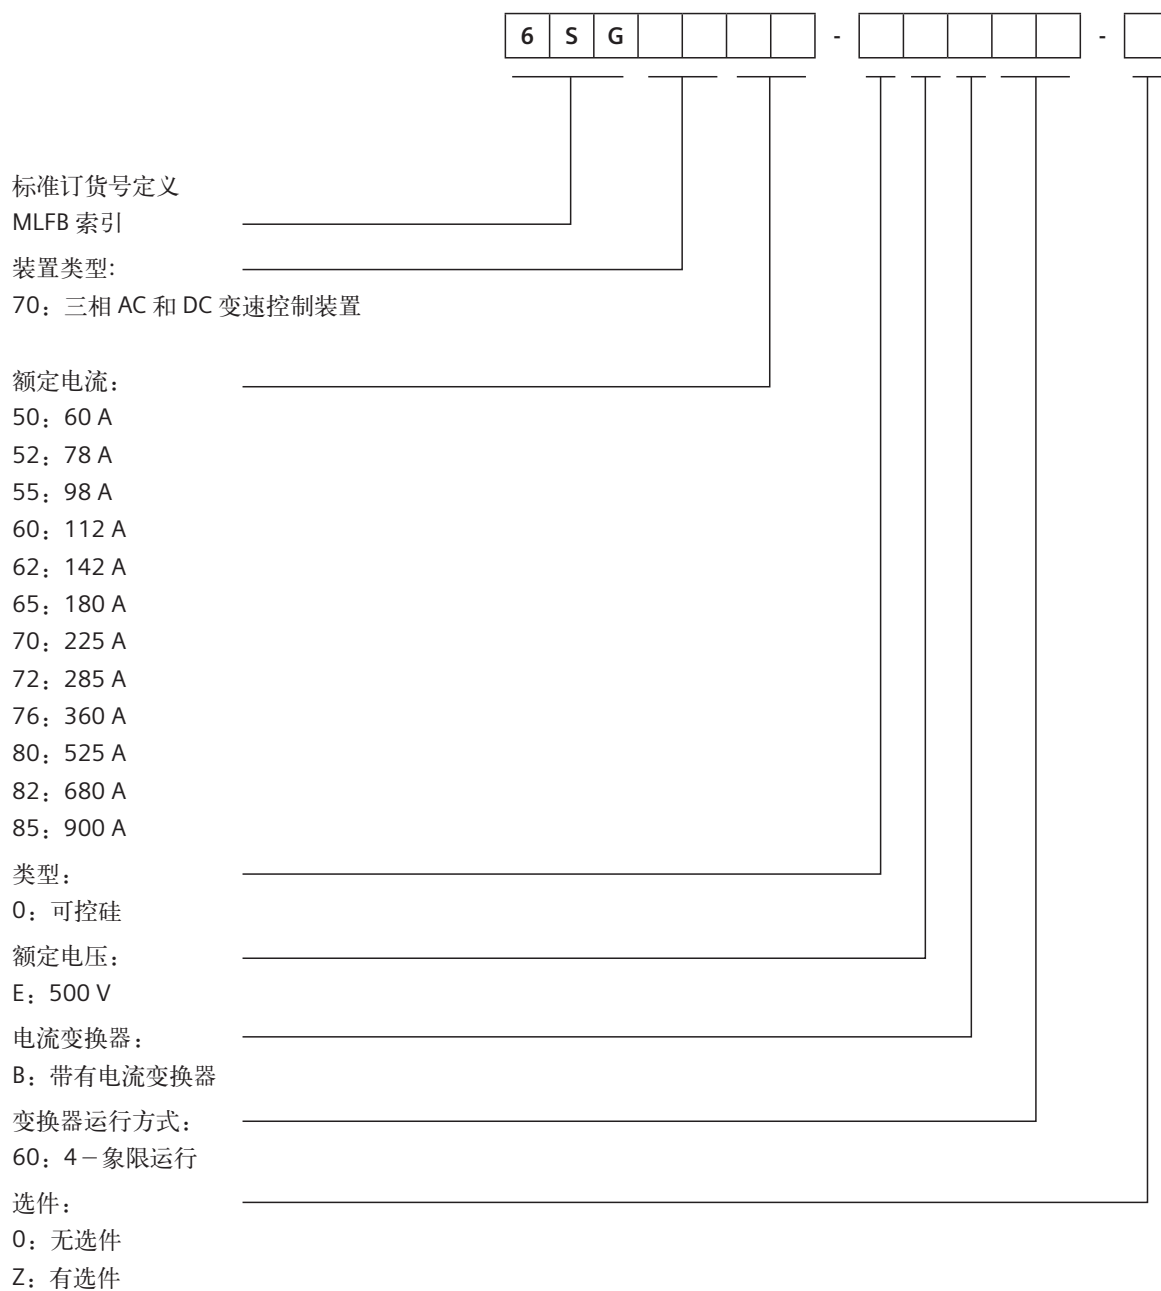 6 S G - -
标准订货号定义
MLFB 索引
装置类型:
70：三相 AC 和 DC 变速控制装置
额定电流：
50：60 A
52：78 A
55：98 A
60：112 A
62：142 A
65：180 A
70：225 A
72：285 A
76：360 A
80：525 A
82：680 A
85：900 A
类型：
0：可控硅
额定电压：
E：500 V
电流变换器：
B：带有电流变换器
变换器运行方式：
60：4－象限运行
选件：
0：无选件
Z：有选件